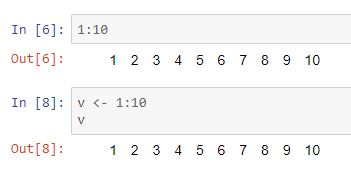 In [6]: 1:10
Out[6]: 1 2 3 4 5 6 7 8 9 10
In [8]: v <- 1:10
v
Out[8]: 1 2 3 4 5 6 7 8 9 10